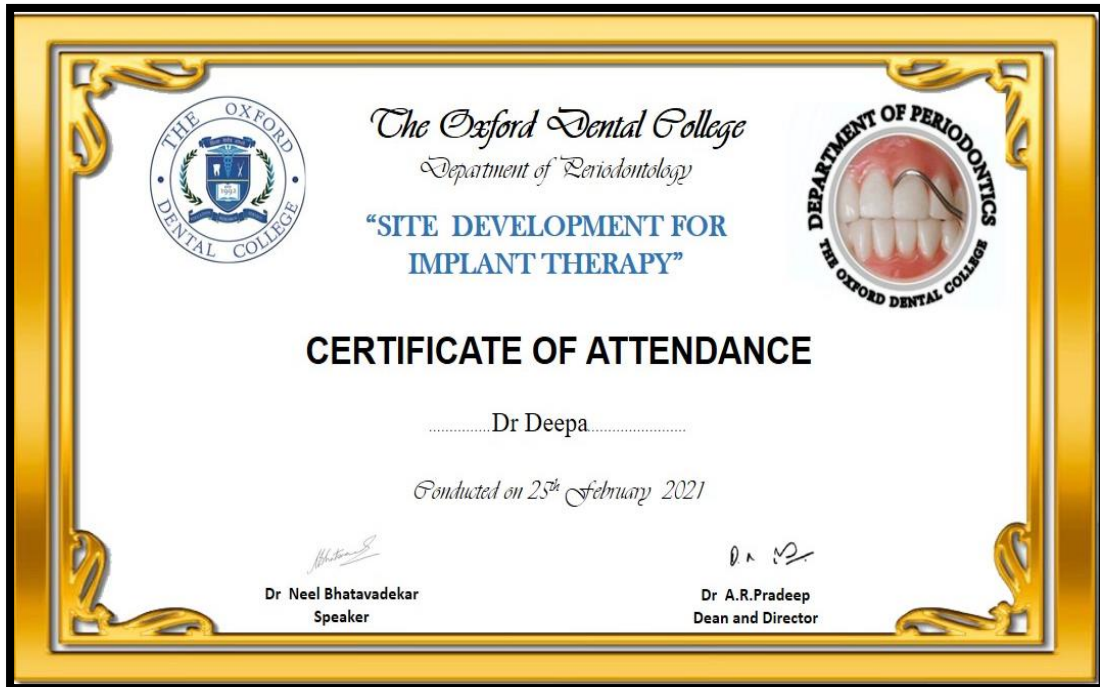 THE OXFORD DENTAL COLLEGE
1992
The Oxford Dental College
Department of Periodontology
“SITE DEVELOPMENT FOR
IMPLANT THERAPY”
DEPARTMENT OF PERIODONTICS
THE OXFORD DENTAL COLLEGE
CERTIFICATE OF ATTENDANCE
...............Dr Deepa........................
Conducted on 25th February 2021
Dr Neel Bhatavadekar
Speaker
Dr A.R.Pradeep
Dean and Director